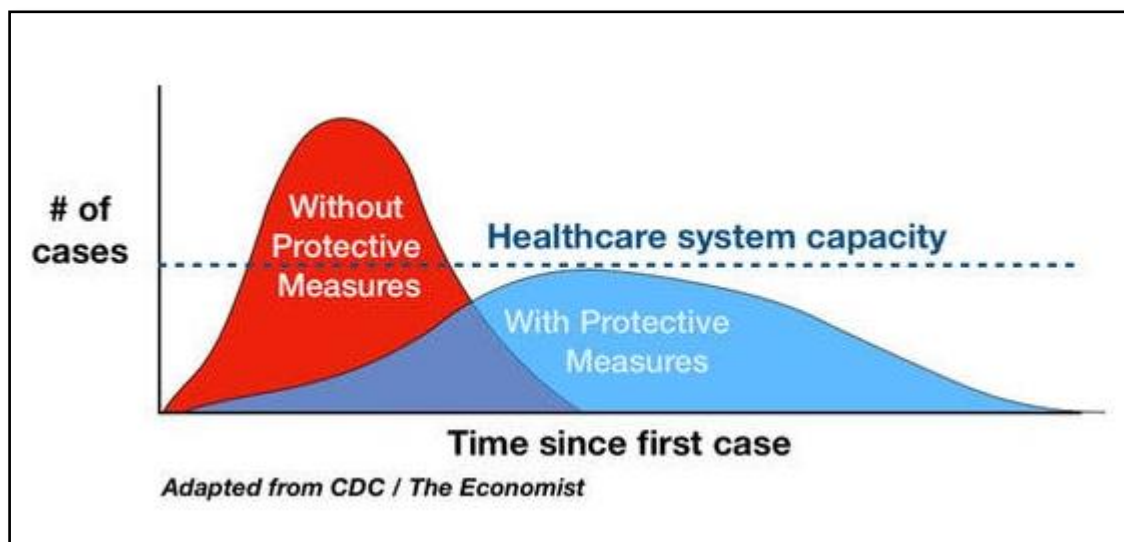 # of
cases
Without
Protective
Measures
Healthcare system capacity
With Protective
Measures
Time since first case
Adapted from CDC / The Economist